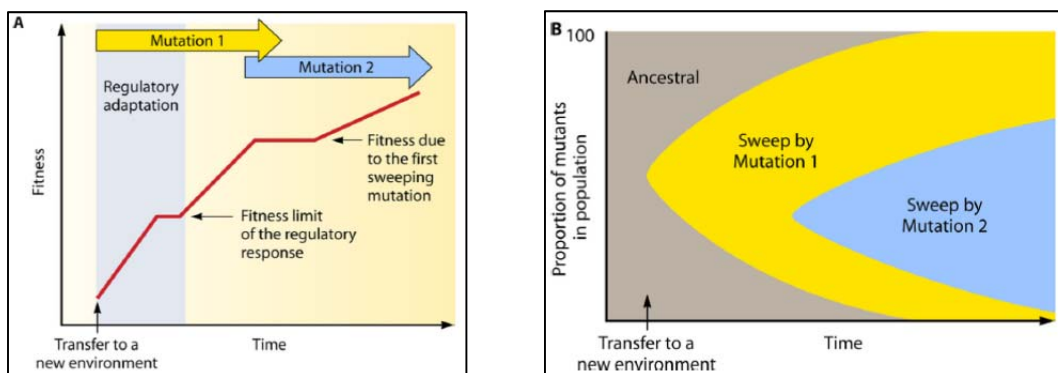 A
Mutation 1
Mutation 2
Regulatory
adaptation
Fitness due
to the first
sweeping
mutation
Fitness limit
of the regulatory
response
Fitness
Transfer to a
new environment
Time
B
100
Ancestral
Sweep by
Mutation 1
Sweep by
Mutation 2
Proportion of mutants
in population
Transfer to a
new environment
Time